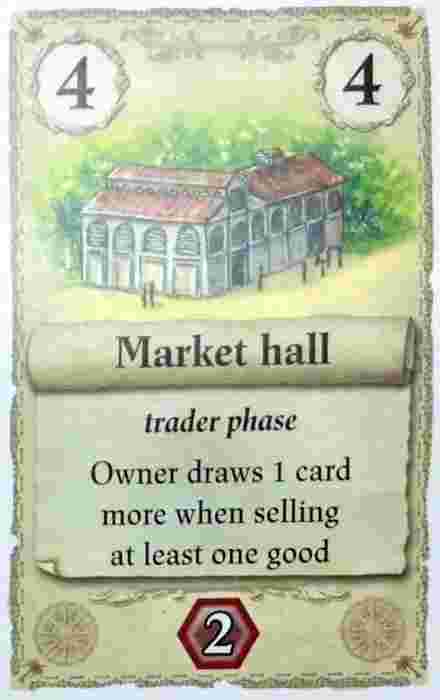 4 4
Market hall
trader phase
Owner draws 1 card
more when selling
at least one good
2